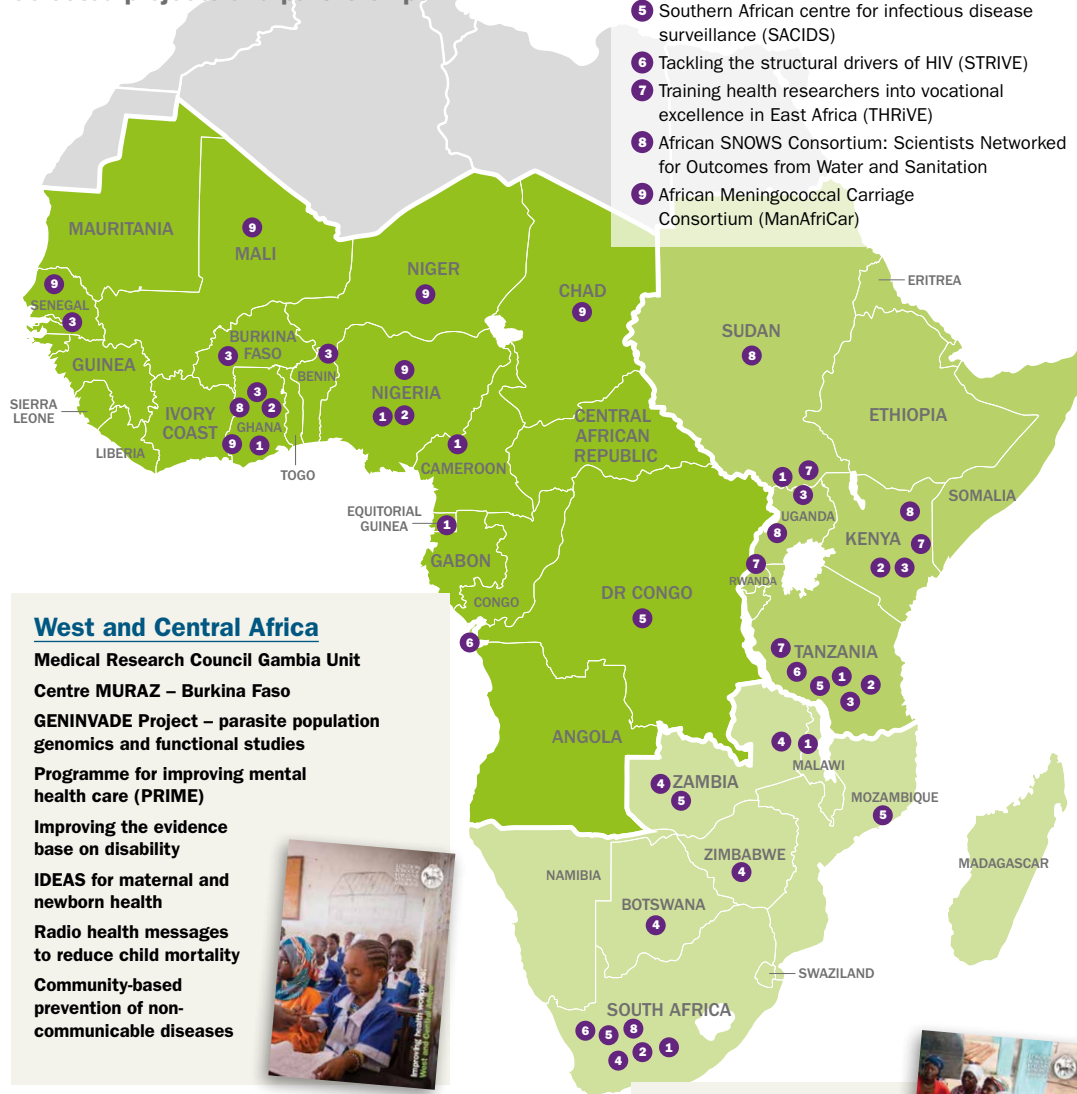 5 Southern African centre for infectious disease
surveillance (SACIDS)
6 Tackling the structural drivers of HIV (STRIVE)
7 Training health researchers into vocational
excellence in East Africa (THRiVE)
8 African SNOWS Consortium: Scientists Networked
for Outcomes from Water and Sanitation
9 African Meningococcal Carriage
Consortium (ManAfriCar)
MAURITANIA
9
MALI
NIGER
9
CHAD
9
9
SENEGAL
3
ERITREA
SUDAN
8
BURKINA
FASO
3
3
BENIN
GUINEA
9
NIGERIA
1 2
SIERRA
LEONE
IVORY
COAST
3
8 2
GHANA
9 1
LIBERIA
TOGO
1
CAMEROON
CENTRAL
AFRICAN
REPUBLIC
ETHIOPIA
SOMALIA
1 7
3
UGANDA
8
8
KENYA
7
2 3
EQUITORIAL
GUINEA
1
GABON
CONGO
7
RWANDA
DR CONGO
5
6
7
TANZANIA
6 5 1 2
3
ANGOLA
4 1
MALAWI
4 ZAMBIA
5
MOZAMBIQUE
5
ZIMBABWE
4
MADAGASCAR
NAMIBIA
BOTSWANA
4
SWAZILAND
SOUTH AFRICA
6 5 8
4 2 1
West and Central Africa
Medical Research Council Gambia Unit
Centre MURAZ – Burkina Faso
GENINVADE Project – parasite population
genomics and functional studies
Programme for improving mental
health care (PRIME)
Improving the evidence
base on disability
IDEAS for maternal and
newborn health
Radio health messages
to reduce child mortality
Community-based
prevention of non-
communicable diseases
Improving health worldwide
West and Central Africa